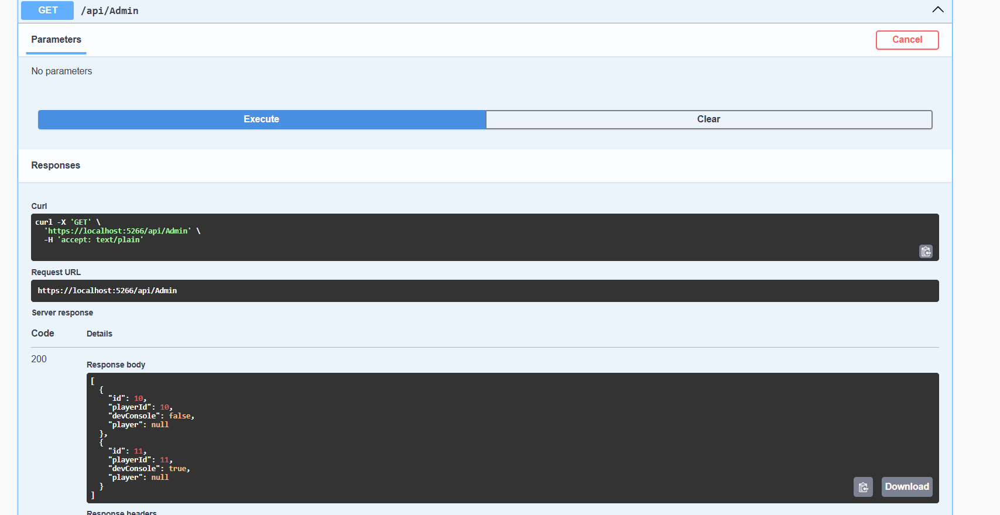 GET /api/Admin
Parameters
Cancel
No parameters
Execute
Clear
Responses
Curl
curl -X 'GET' \
  'https://localhost:5266/api/Admin' \
  -H 'accept: text/plain'
Request URL
https://localhost:5266/api/Admin
Server response
Code Details
200
Response body
[
  {
    "id": 10,
    "playerId": 10,
    "devConsole": false,
    "player": null
  },
  {
    "id": 11,
    "playerId": 11,
    "devConsole": true,
    "player": null
  }
]
Download
Response headers